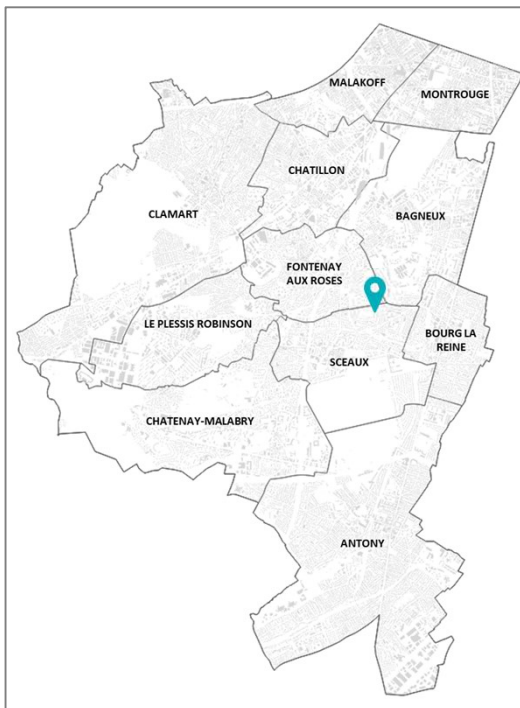 MALAKOFF
MONTROUGE
CHATILLON
CLAMART
BAGNEUX
FONTENAY
AUX ROSES
LE PLESSIS ROBINSON
BOURG LA
REINE
SCEAUX
CHATENAY-MALABRY
ANTONY